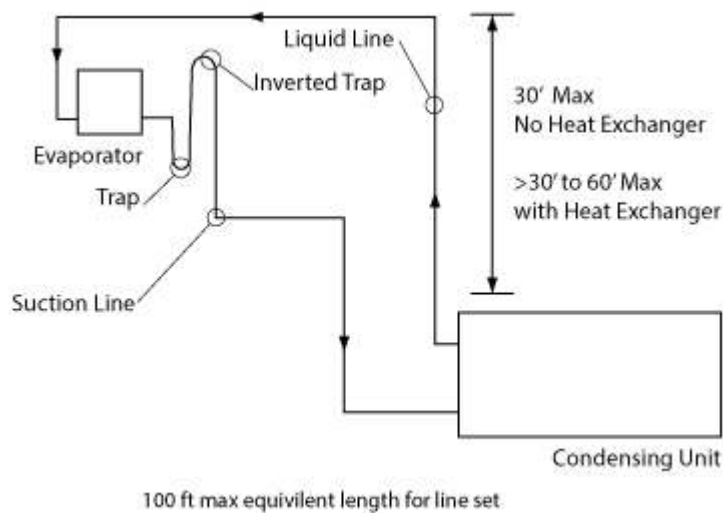 Liquid Line
Inverted Trap
30' Max
No Heat Exchanger
Evaporator
Trap
>30' to 60' Max
with Heat Exchanger
Suction Line
Condensing Unit
100 ft max equivilent length for line set